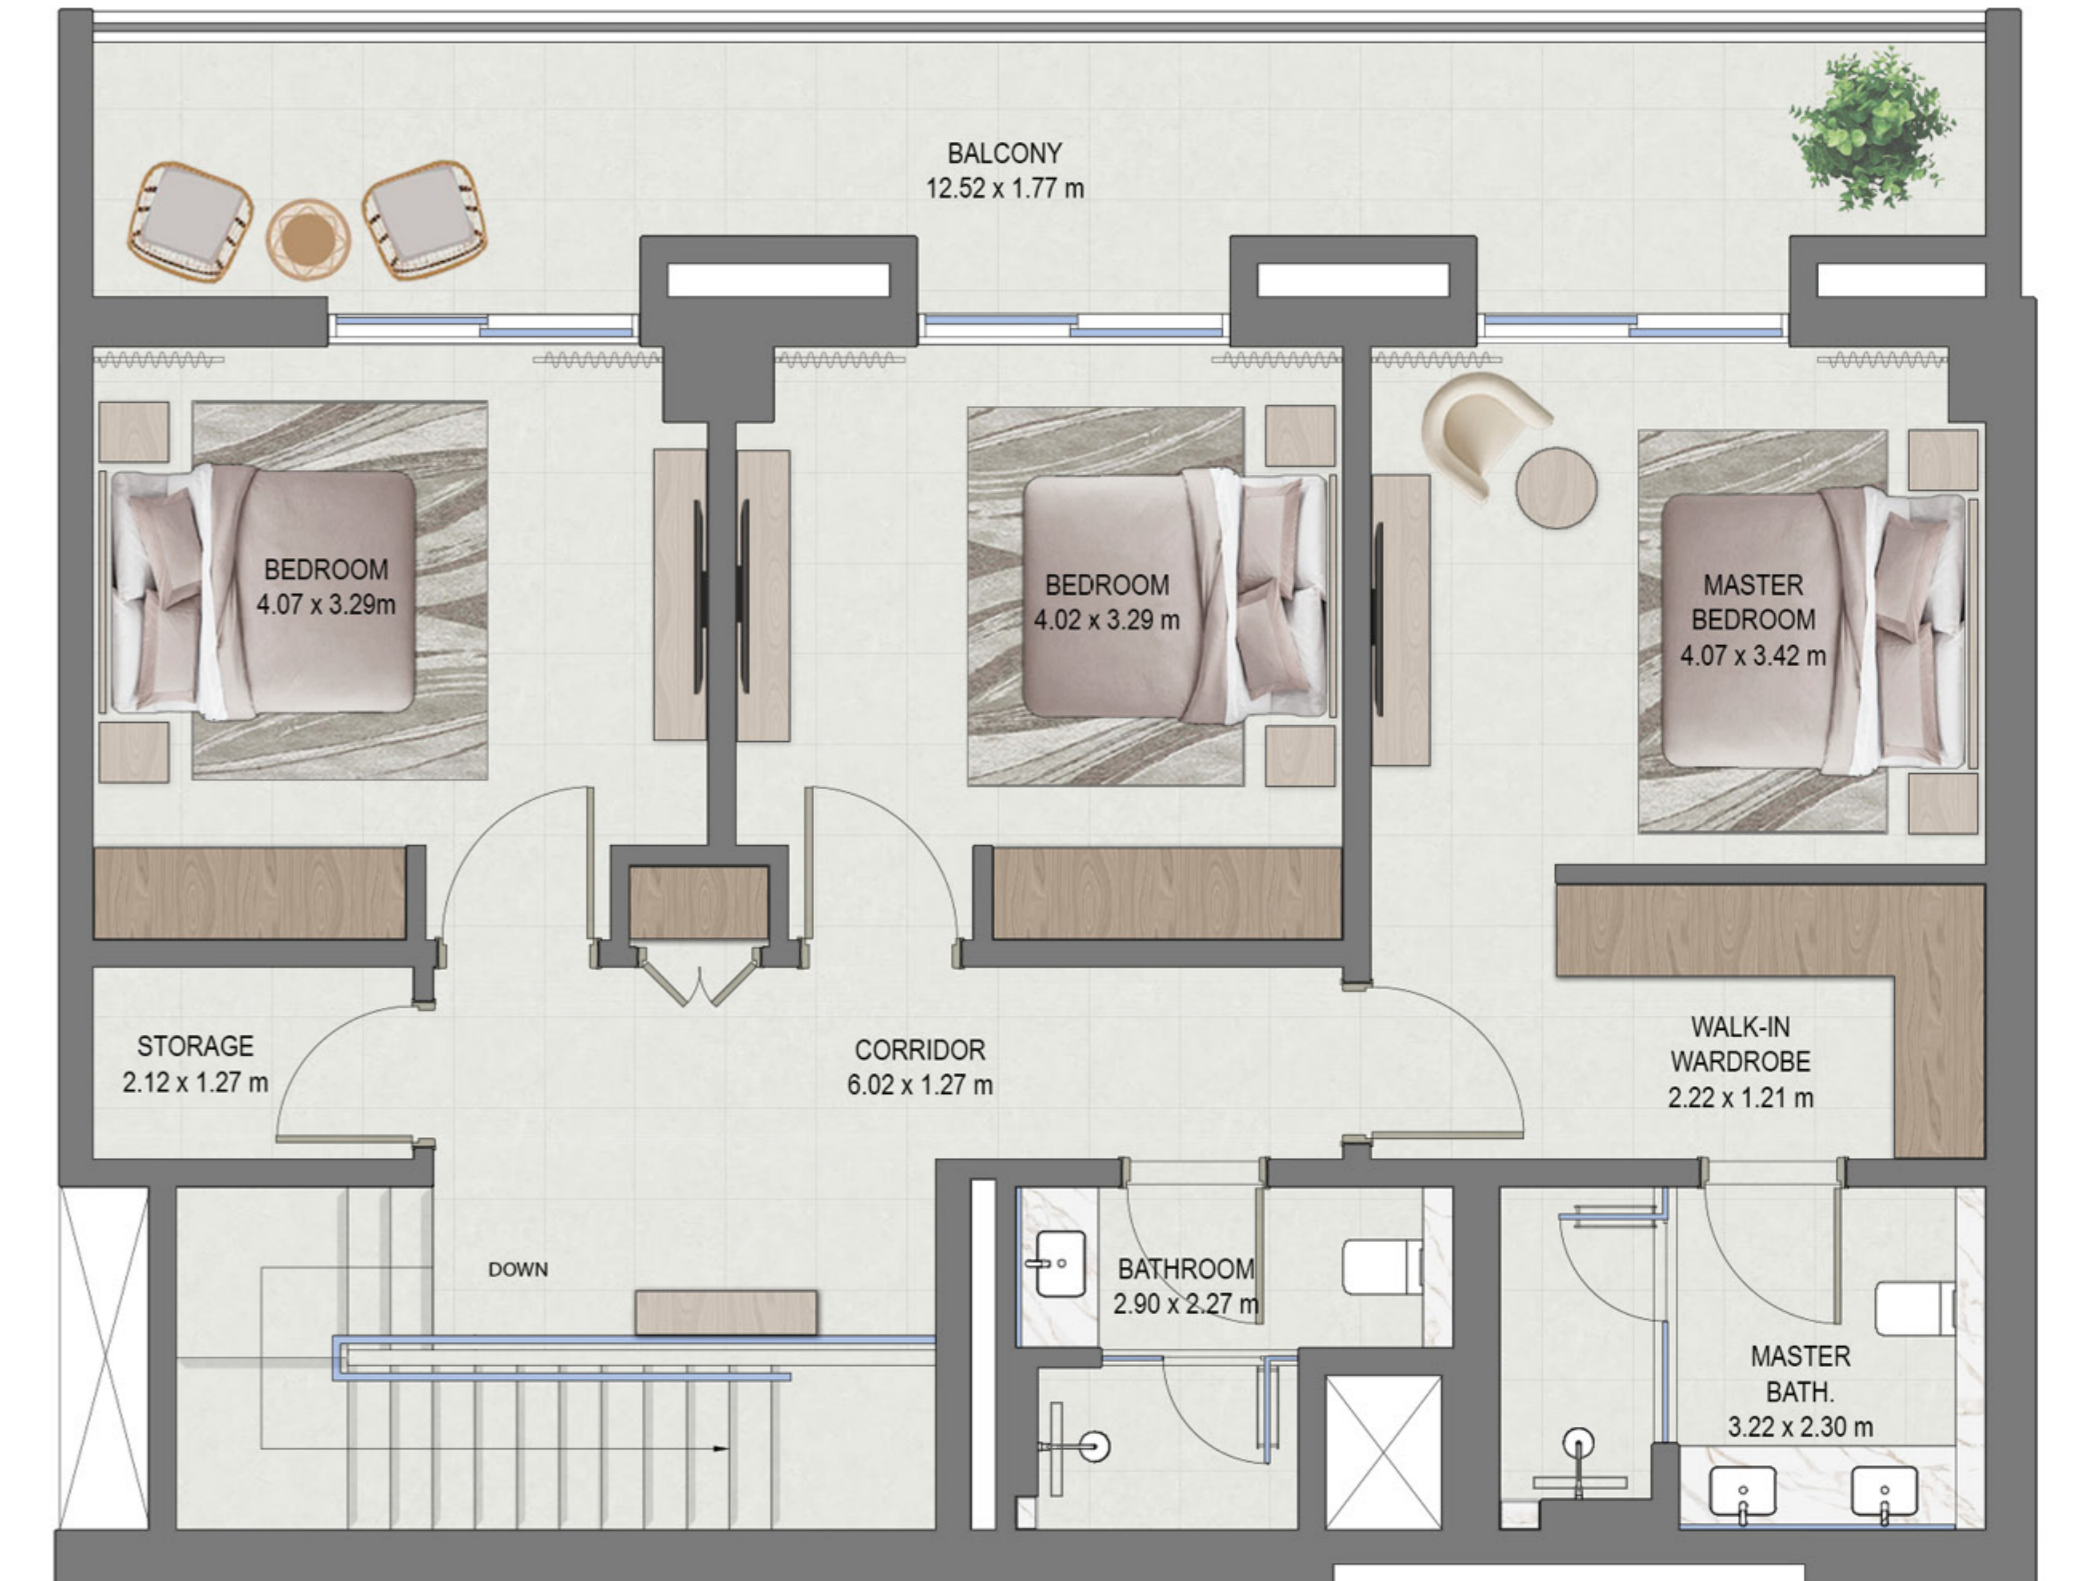 BALCONY
12.52 x 1.77 m
BEDROOM
4.07 x 3.29m
BEDROOM
4.02 x 3.29 m
MASTER
BEDROOM
4.07 x 3.42 m
STORAGE
2.12 x 1.27 m
CORRIDOR
6.02 x 1.27 m
WALK-IN
WARDROBE
2.22 x 1.21 m
DOWN
BATHROOM
2.90 x 2.27 m
MASTER
BATH.
3.22 x 2.30 m